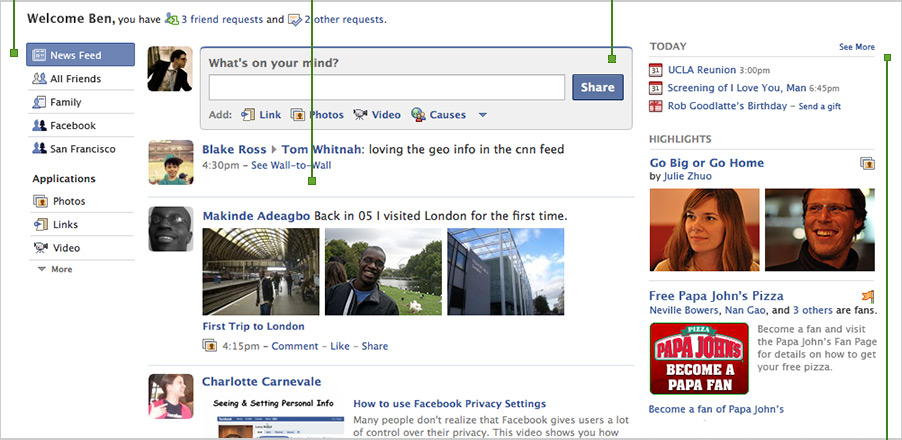 Welcome Ben, you have 3 friend requests and 2 other requests.
News Feed
All Friends
Family
Facebook
San Francisco
Applications
Photos
Links
Video
More
What's on your mind?
Share
Add: Link Photos Video Causes
Blake Ross Tom Whitnah: loving the geo info in the cnn feed
4:30pm – See Wall-to-Wall
Makinde Adeagbo Back in 05 I visited London for the first time.
First Trip to London
4:15pm – Comment – Like – Share
Charlotte Carnevale
Seeing & Setting Personal Info
How to use Facebook Privacy Settings
Many people don't realize that Facebook gives users a lot
of control over their privacy. This video shows you how
TODAY See More
31 UCLA Reunion 3:00pm
31 Screening of I Love You, Man 6:45pm
Rob Goodlatte's Birthday – Send a gift
HIGHLIGHTS
Go Big or Go Home
by Julie Zhuo
Free Papa John's Pizza
Neville Bowers, Nan Gao, and 3 others are fans.
PIZZA
PAPA JOHNS
BECOME A
PAPA FAN
Become a fan and visit
the Papa John's Fan Page
for details on how to get
your free pizza.
Become a fan of Papa John's